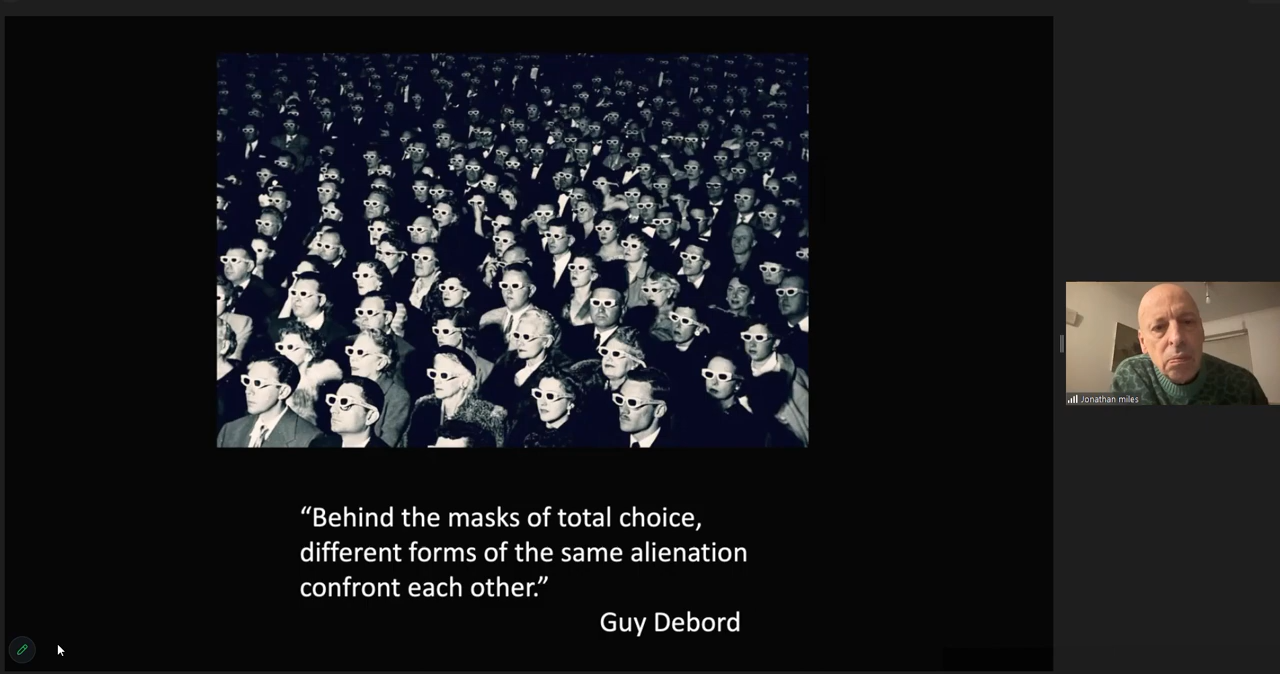 “Behind the masks of total choice,
different forms of the same alienation
confront each other.”
Guy Debord
Jonathan miles